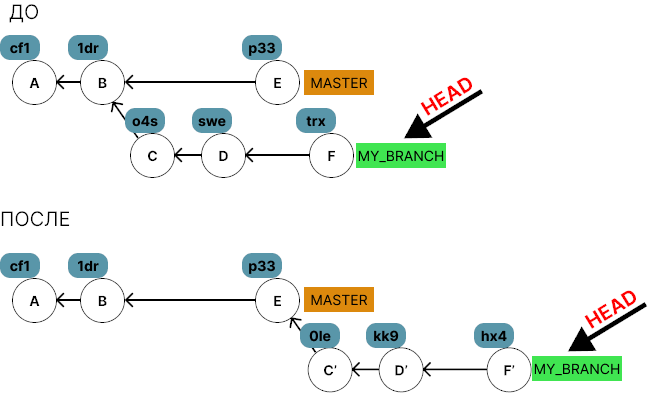 ДО
cf1 1dr p33
A B E MASTER
HEAD
o4s swe trx
C D F MY_BRANCH
ПОСЛЕ
cf1 1dr p33
A B E MASTER
HEAD
0le kk9 hx4
C′ D′ F′ MY_BRANCH